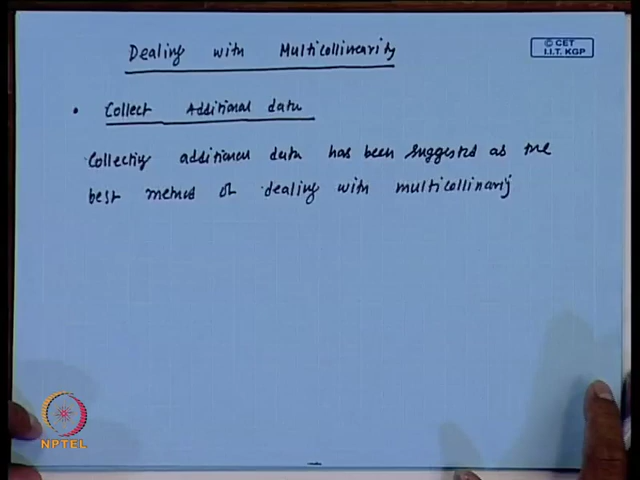 Dealing with Multicollinearity
© CET
I.I.T. KGP
• Collect Additional data
Collecting additional data has been suggested as the
best method of dealing with multicollinarity
NPTEL